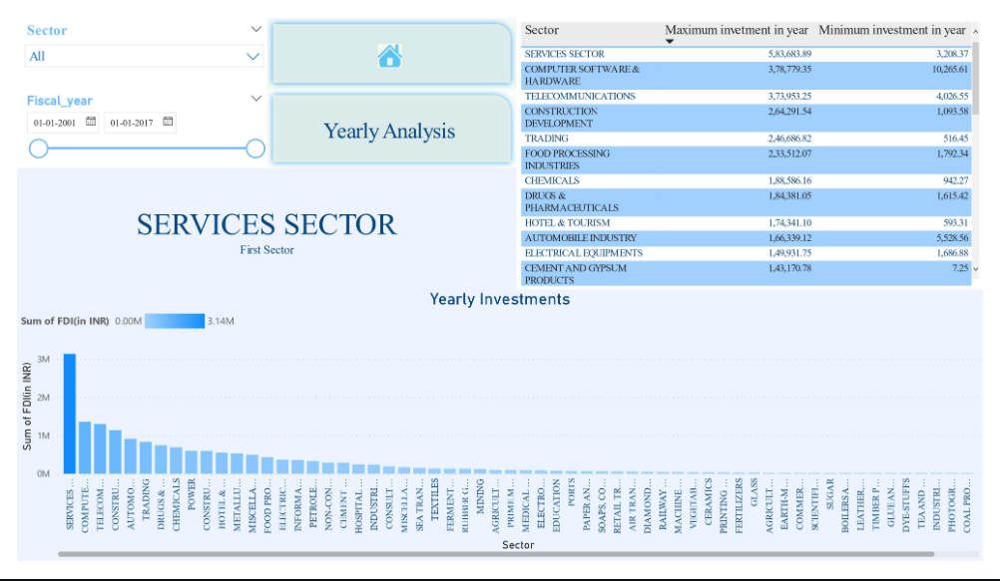 Sector
All
Fiscal_year
01-01-2001 01-01-2017
Yearly Analysis
SERVICES SECTOR
First Sector
Sector Maximum invetment in year Minimum investment in year
SERVICES SECTOR 5,83,683.89 3,208.37
COMPUTER SOFTWARE & HARDWARE 3,78,779.35 10,265.61
TELECOMMUNICATIONS 3,73,953.25 4,026.55
CONSTRUCTION DEVELOPMENT 2,64,291.54 1,093.58
TRADING 2,46,686.82 516.45
FOOD PROCESSING INDUSTRIES 2,33,512.07 1,792.34
CHEMICALS 1,88,586.16 942.27
DRUGS & PHARMACEUTICALS 1,84,381.05 1,615.42
HOTEL & TOURISM 1,74,341.10 593.31
AUTOMOBILE INDUSTRY 1,66,339.12 5,528.56
ELECTRICAL EQUIPMENTS 1,49,931.75 1,686.88
CEMENT AND GYPSUM PRODUCTS 1,43,170.78 7.25
Yearly Investments
Sum of FDI(in INR) 0.00M 3.14M
Sum of FDI(in INR)
3M
2M
1M
0M
SERVICES ...
COMPUTE...
TELECOM...
CONSTRU...
AUTOMO...
TRADING
DRUGS & ...
CHEMICALS
POWER
CONSTRU...
HOTEL & ...
METALLU...
MISCELLA...
FOOD PRO...
ELECTRIC...
INFORMA...
PETROLE...
NON-CON...
CEMENT ...
HOSPITAL...
INDUSTRI...
CONSULT...
MISCELLA...
SEA TRAN...
TEXTILES
FERMENT...
RUBBER G...
MINING
AGRICULT...
PRIME M...
MEDICAL ...
ELECTRO...
EDUCATION
PORTS
PAPER AN...
SOAPS, CO...
RETAIL TR...
AIR TRAN...
DIAMOND...
RAILWAY ...
MACHINE ...
VEGETAB...
CERAMICS
PRINTING ...
FERTILIZERS
GLASS
AGRICULT...
EARTH-M...
COMMER...
SCIENTIFI...
SUGAR
BOILERS A...
LEATHER,...
TIMBER P...
GLUE AN...
DYE-STUFFS
TEA AND ...
INDUSTRI...
PHOTOGR...
COAL PRO...
Sector